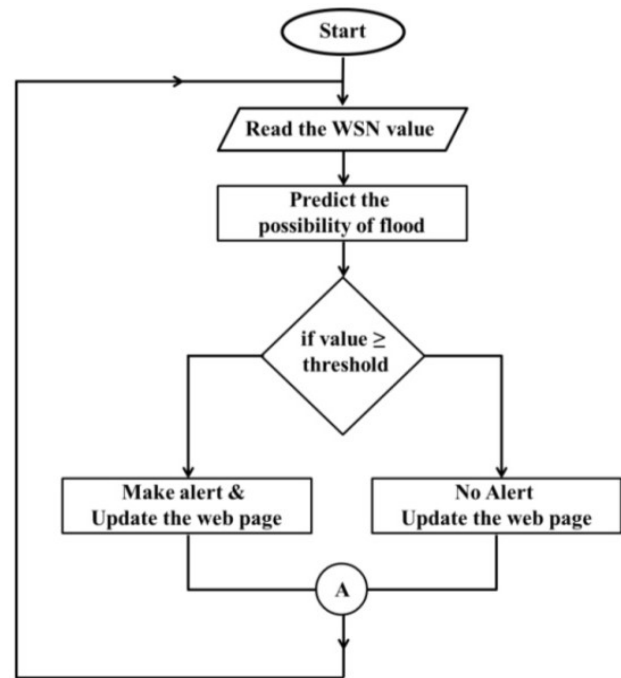 Start
Read the WSN value
Predict the
possibility of flood
if value ≥
threshold
Make alert &
Update the web page
No Alert
Update the web page
A